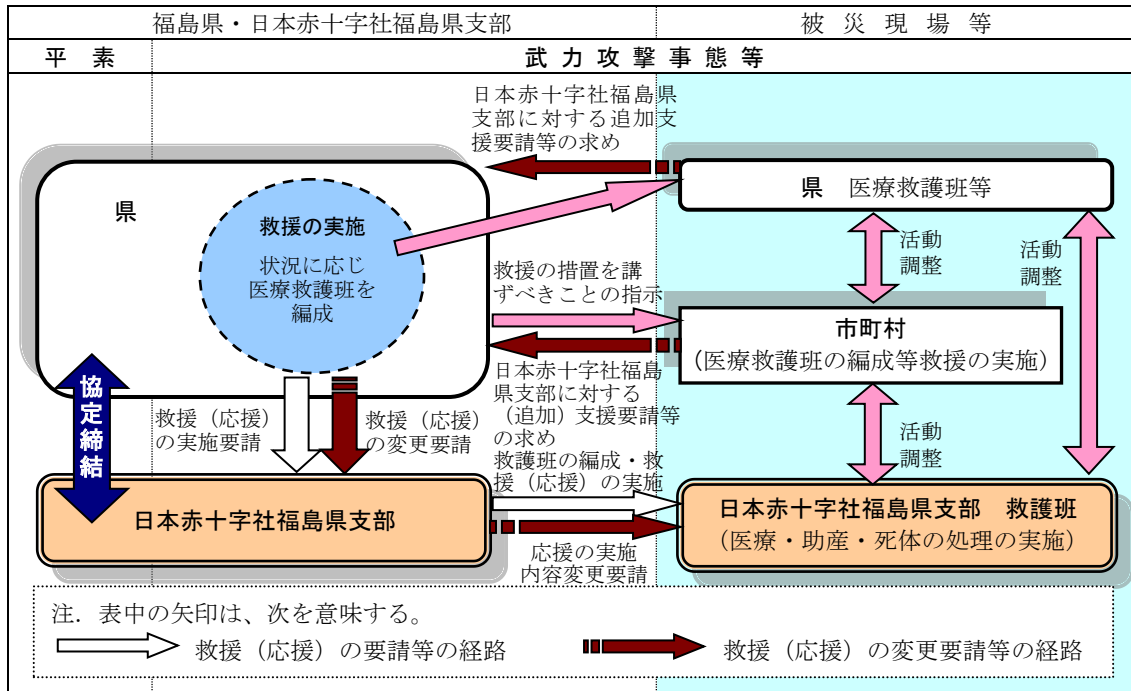 福島県・日本赤十字社福島県支部
被災現場等
平素
武力攻撃事態等
日本赤十字社福島県
支部に対する追加支
援要請等の求め
県
救援の実施
状況に応じ
医療救護班を
編成
県 医療救護班等
活動
調整
活動
調整
救援の措置を講
ずべきことの指示
市町村
(医療救護班の編成等救援の実施)
日本赤十字社福島
県支部に対する
(追加)支援要請等
の求め
協定締結
救援(応援)
の実施要請
救援(応援)
の変更要請
活動
調整
救護班の編成・救
援(応援)の実施
日本赤十字社福島県支部
日本赤十字社福島県支部 救護班
(医療・助産・死体の処理の実施)
応援の実施
内容変更要請
注.表中の矢印は、次を意味する。
救援(応援)の要請等の経路
救援(応援)の変更要請等の経路